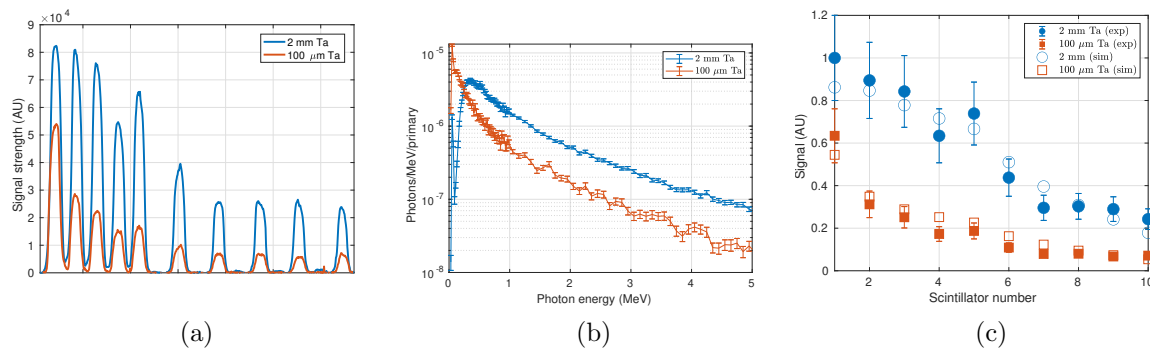 ×10⁴
9
8
7
6
5
4
3
2
1
0
Signal strength (AU)
2 mm Ta
100 μm Ta
(a)
10⁻⁵
10⁻⁶
10⁻⁷
10⁻⁸
Photons/MeV/primary
2 mm Ta
100 μm Ta
0 1 2 3 4 5
Photon energy (MeV)
(b)
1.2
1
0.8
0.6
0.4
0.2
0
Signal (AU)
2 mm Ta (exp)
100 μm Ta (exp)
2 mm (sim)
100 μm Ta (sim)
2 4 6 8 10
Scintillator number
(c)